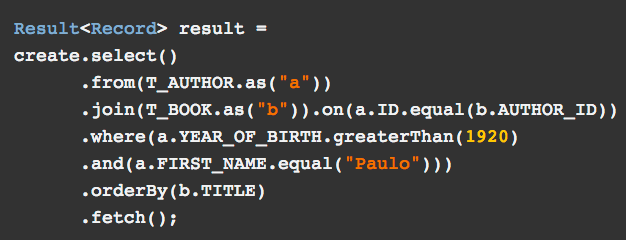 Result<Record> result =
create.select()
.from(T_AUTHOR.as("a"))
.join(T_BOOK.as("b")).on(a.ID.equal(b.AUTHOR_ID))
.where(a.YEAR_OF_BIRTH.greaterThan(1920)
.and(a.FIRST_NAME.equal("Paulo")))
.orderBy(b.TITLE)
.fetch();